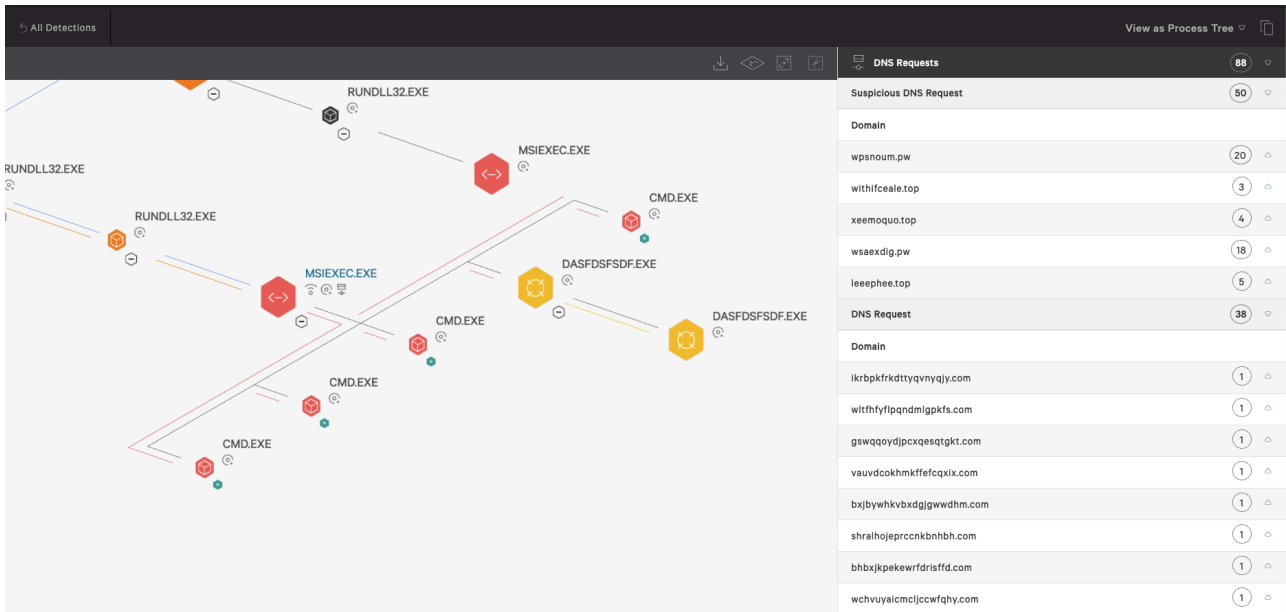 All Detections
View as Process Tree
RUNDLL32.EXE
MSIEXEC.EXE
RUNDLL32.EXE
CMD.EXE
RUNDLL32.EXE
DASFDSFSDF.EXE
MSIEXEC.EXE
DASFDSFSDF.EXE
CMD.EXE
CMD.EXE
CMD.EXE
DNS Requests 88
Suspicious DNS Request 50
Domain
wpsnoum.pw 20
withifceale.top 3
xeemoquo.top 4
wsaexdig.pw 18
leeephee.top 5
DNS Request 38
Domain
ikrbpkfrkdttyqvnyqjy.com 1
wltfhfyflpqndmlgpkfs.com 1
gswqqoydjpcxqesqtgkt.com 1
vauvdcokhmkffefcqxix.com 1
bxjbywhkvbxdgjgwwdhm.com 1
shralhojeprccnkbnhbh.com 1
bhbxjkpekewrfdrisffd.com 1
wchvuyaicmcljccwfqhy.com 1